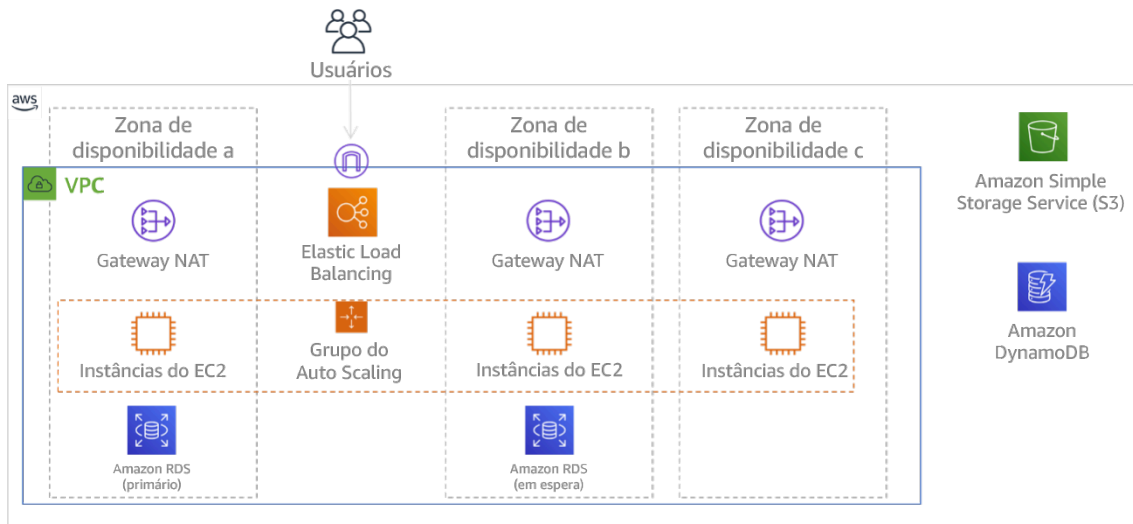 Usuários
aws
Zona de
disponibilidade a
Zona de
disponibilidade b
Zona de
disponibilidade c
VPC
Gateway NAT
Elastic Load
Balancing
Gateway NAT
Gateway NAT
Amazon Simple
Storage Service (S3)
Instâncias do EC2
Grupo do
Auto Scaling
Instâncias do EC2
Instâncias do EC2
Amazon
DynamoDB
Amazon RDS
(primário)
Amazon RDS
(em espera)